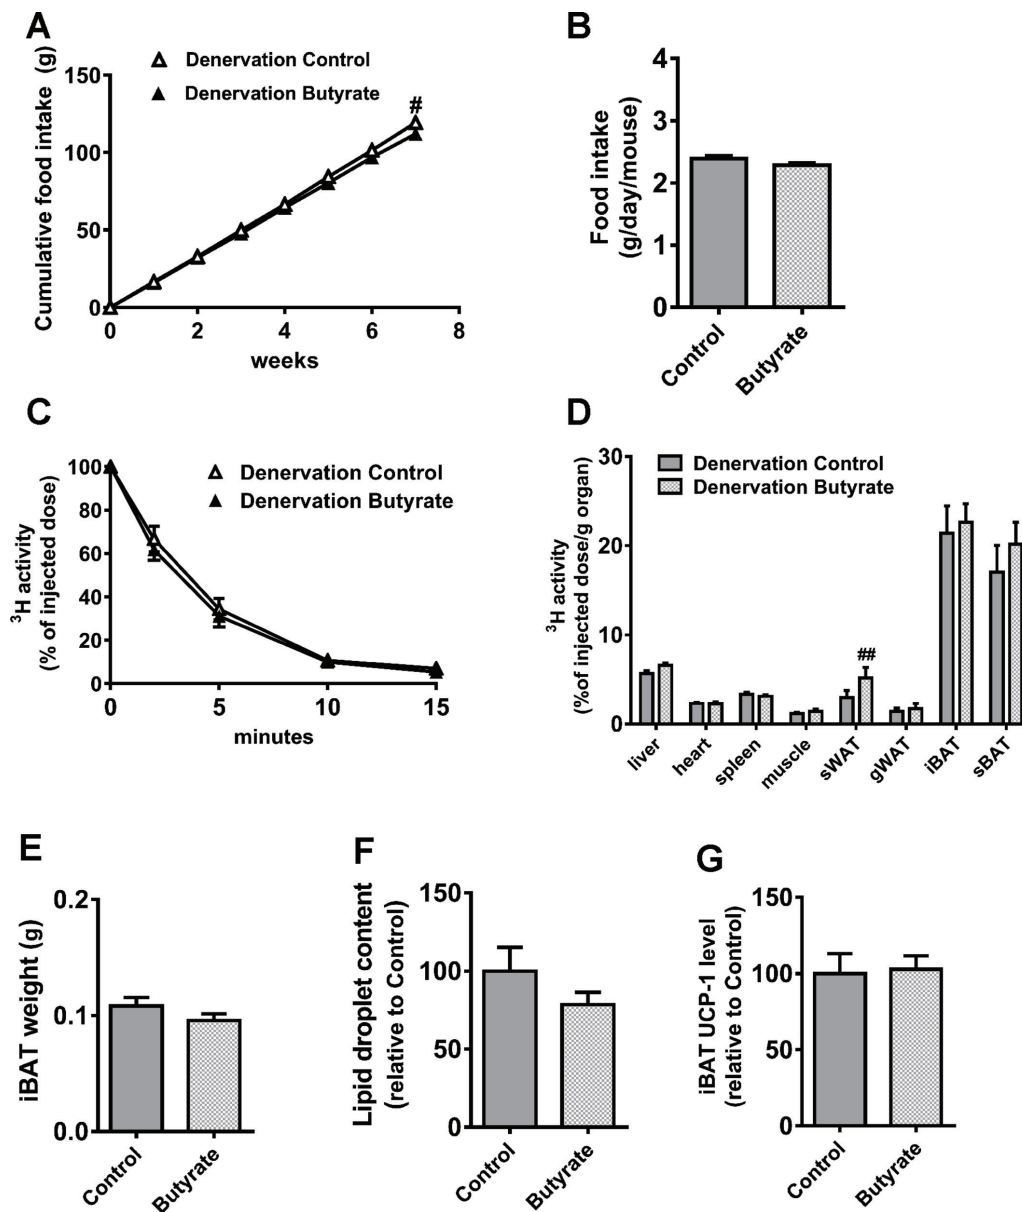 A
Cumulative food intake (g)
Denervation Control
Denervation Butyrate
150
100
50
0
#
0 2 4 6 8
weeks
B
Food intake
(g/day/mouse)
4
3
2
1
0
Control
Butyrate
C
³H activity
(% of injected dose)
100
80
60
40
20
0
Denervation Control
Denervation Butyrate
0 5 10 15
minutes
D
³H activity
(%of injected dose/g organ)
30
20
10
0
Denervation Control
Denervation Butyrate
##
liver
heart
spleen
muscle
sWAT
gWAT
iBAT
sBAT
E
iBAT weight (g)
0.2
0.1
0.0
Control
Butyrate
F
Lipid droplet content
(relative to Control)
150
100
50
0
Control
Butyrate
G
iBAT UCP-1 level
(relative to Control)
150
100
50
0
Control
Butyrate